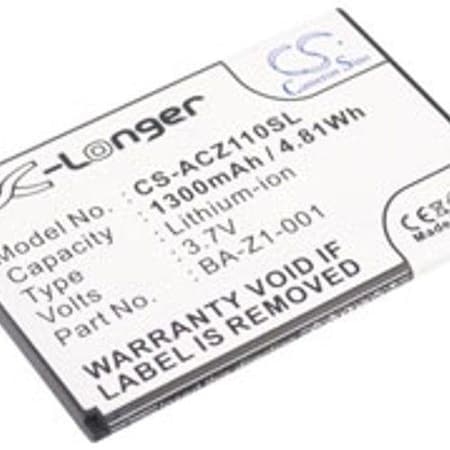 X-Longer
CS
Cameron Sino
Model No. CS-ACZ110SL
Capacity 1300mAh / 4.81Wh
Type Lithium-ion
Volts 3.7V
Part No. BA-Z1-001
WARRANTY VOID IF
LABEL IS REMOVED
CE